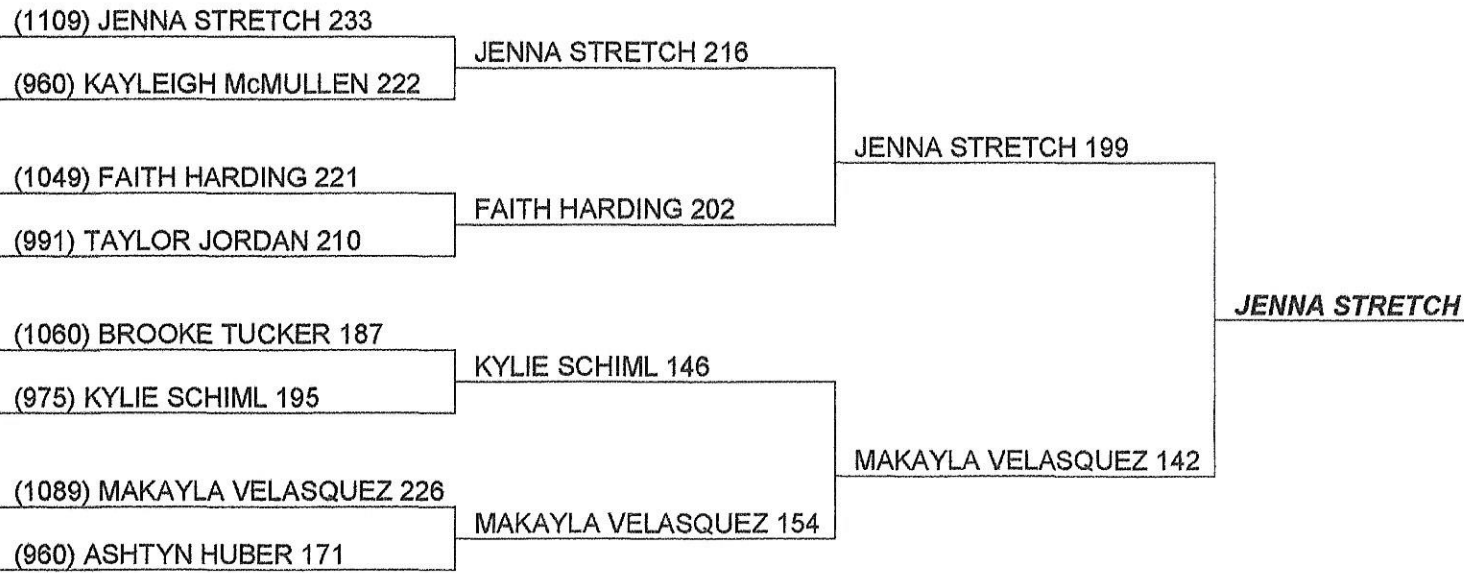 (1109) JENNA STRETCH 233
(960) KAYLEIGH McMULLEN 222
(1049) FAITH HARDING 221
(991) TAYLOR JORDAN 210
(1060) BROOKE TUCKER 187
(975) KYLIE SCHIML 195
(1089) MAKAYLA VELASQUEZ 226
(960) ASHTYN HUBER 171
JENNA STRETCH 216
FAITH HARDING 202
KYLIE SCHIML 146
MAKAYLA VELASQUEZ 154
JENNA STRETCH 199
MAKAYLA VELASQUEZ 142
JENNA STRETCH